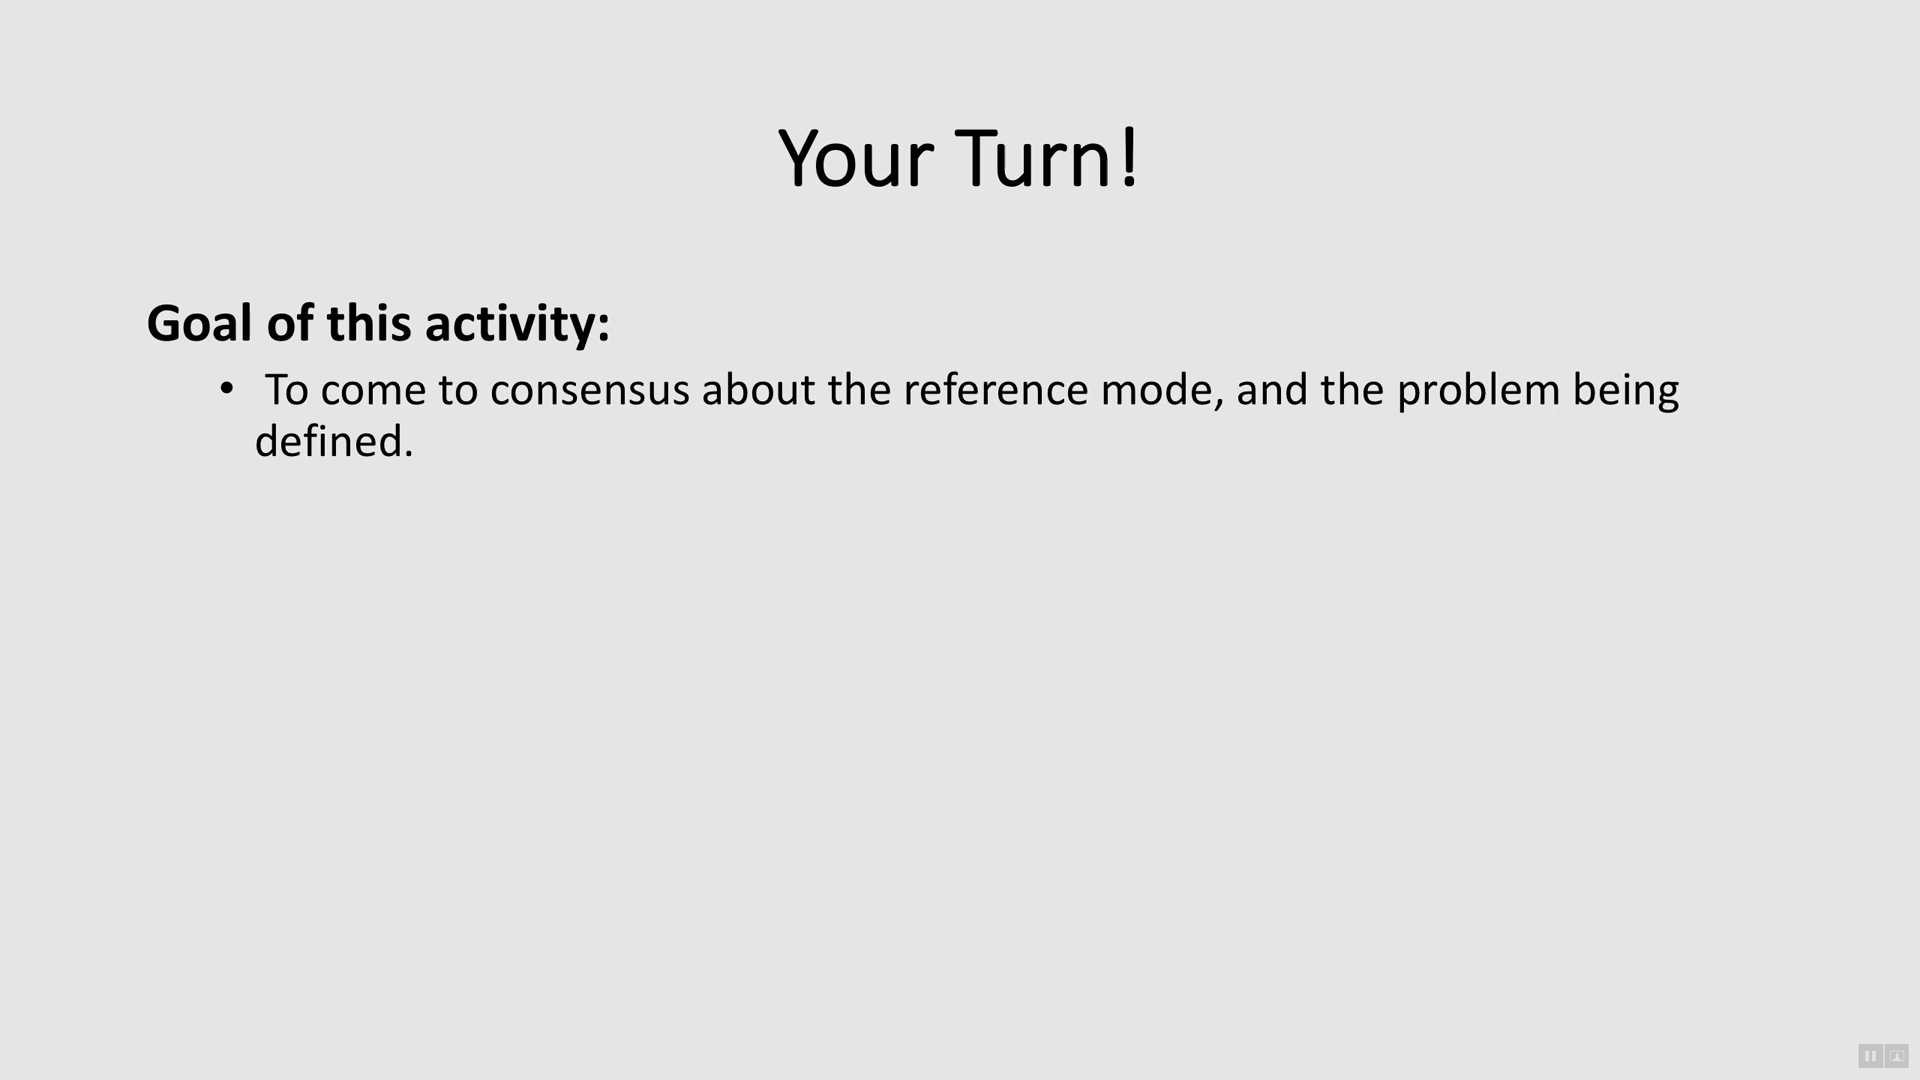 Your Turn!
Goal of this activity:
• To come to consensus about the reference mode, and the problem being
defined.